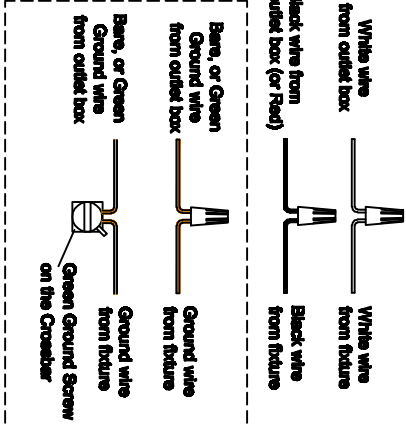 White wire
from outlet box
White wire
from fixture
Black wire from
outlet box (or Red)
Black wire
from fixture
Bare, or Green
Ground wire
from outlet box
Ground wire
from fixture
Bare, or Green
Ground wire
from outlet box
Ground wire
from fixture
Green Ground Screw
on the Crossbar